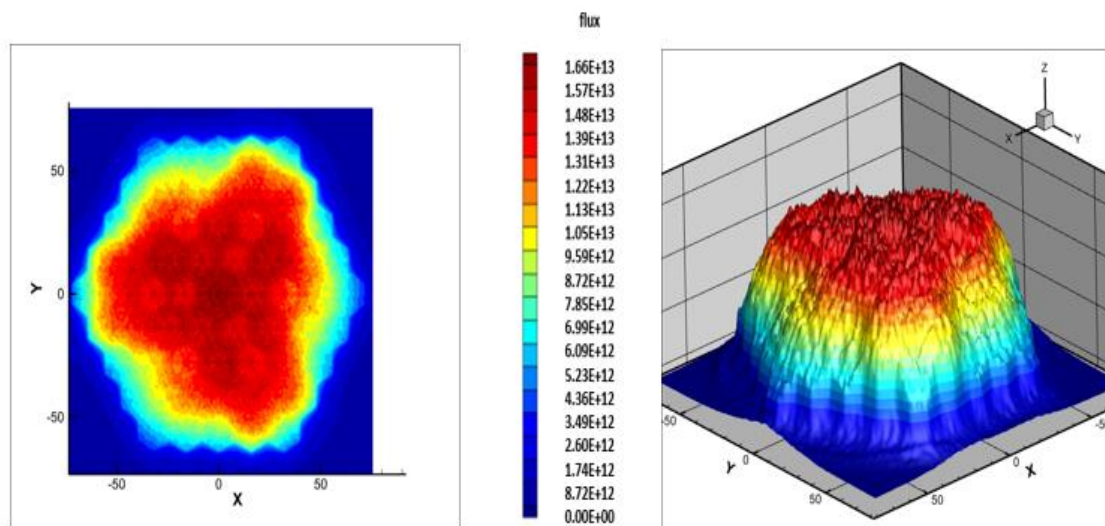 flux
1.66E+13
1.57E+13
1.48E+13
1.39E+13
1.31E+13
1.22E+13
1.13E+13
1.05E+13
9.59E+12
8.72E+12
7.85E+12
6.99E+12
6.09E+12
5.23E+12
4.36E+12
3.49E+12
2.60E+12
1.74E+12
8.72E+12
0.00E+00
50
0
-50
Y
-50
0
50
X
Z
X
Y
-50
0
50
Y
50
0
X